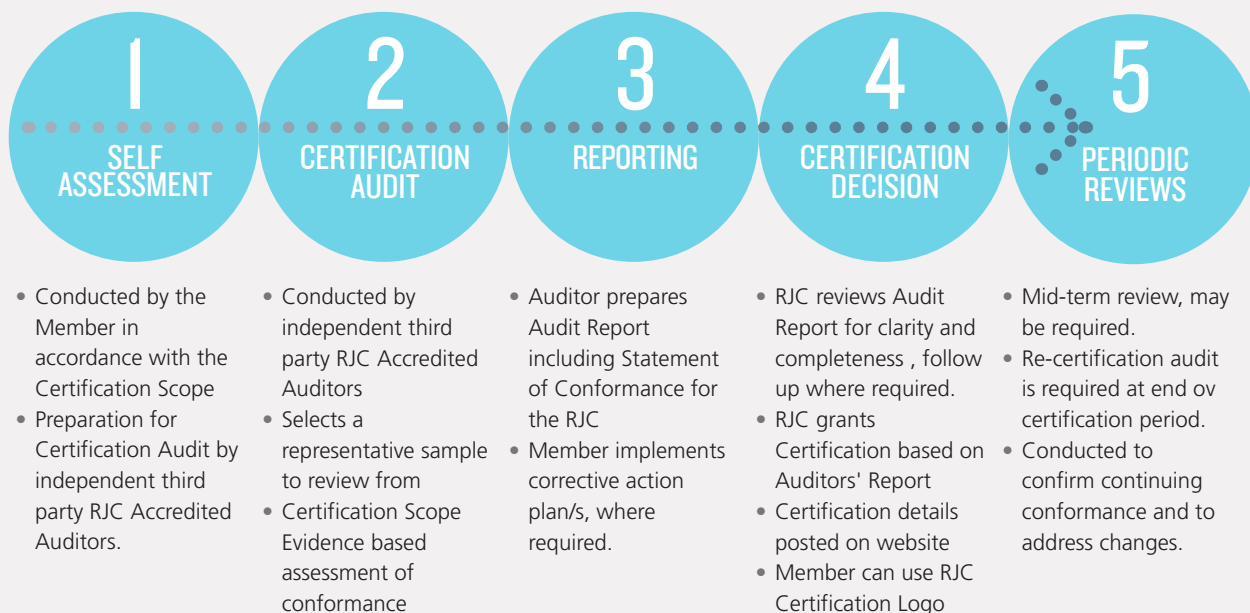 1
SELF
ASSESSMENT
• Conducted by the
Member in
accordance with the
Certification Scope
• Preparation for
Certification Audit by
independent third
party RJC Accredited
Auditors.
2
CERTIFICATION
AUDIT
• Conducted by
independent third
party RJC Accredited
Auditors
• Selects a
representative sample
to review from
• Certification Scope
Evidence based
assessment of
conformance
3
REPORTING
• Auditor prepares
Audit Report
including Statement
of Conformance for
the RJC
• Member implements
corrective action
plan/s, where
required.
4
CERTIFICATION
DECISION
• RJC reviews Audit
Report for clarity and
completeness , follow
up where required.
• RJC grants
Certification based on
Auditors' Report
• Certification details
posted on website
• Member can use RJC
Certification Logo
5
PERIODIC
REVIEWS
• Mid-term review, may
be required.
• Re-certification audit
is required at end ov
certification period.
• Conducted to
confirm continuing
conformance and to
address changes.